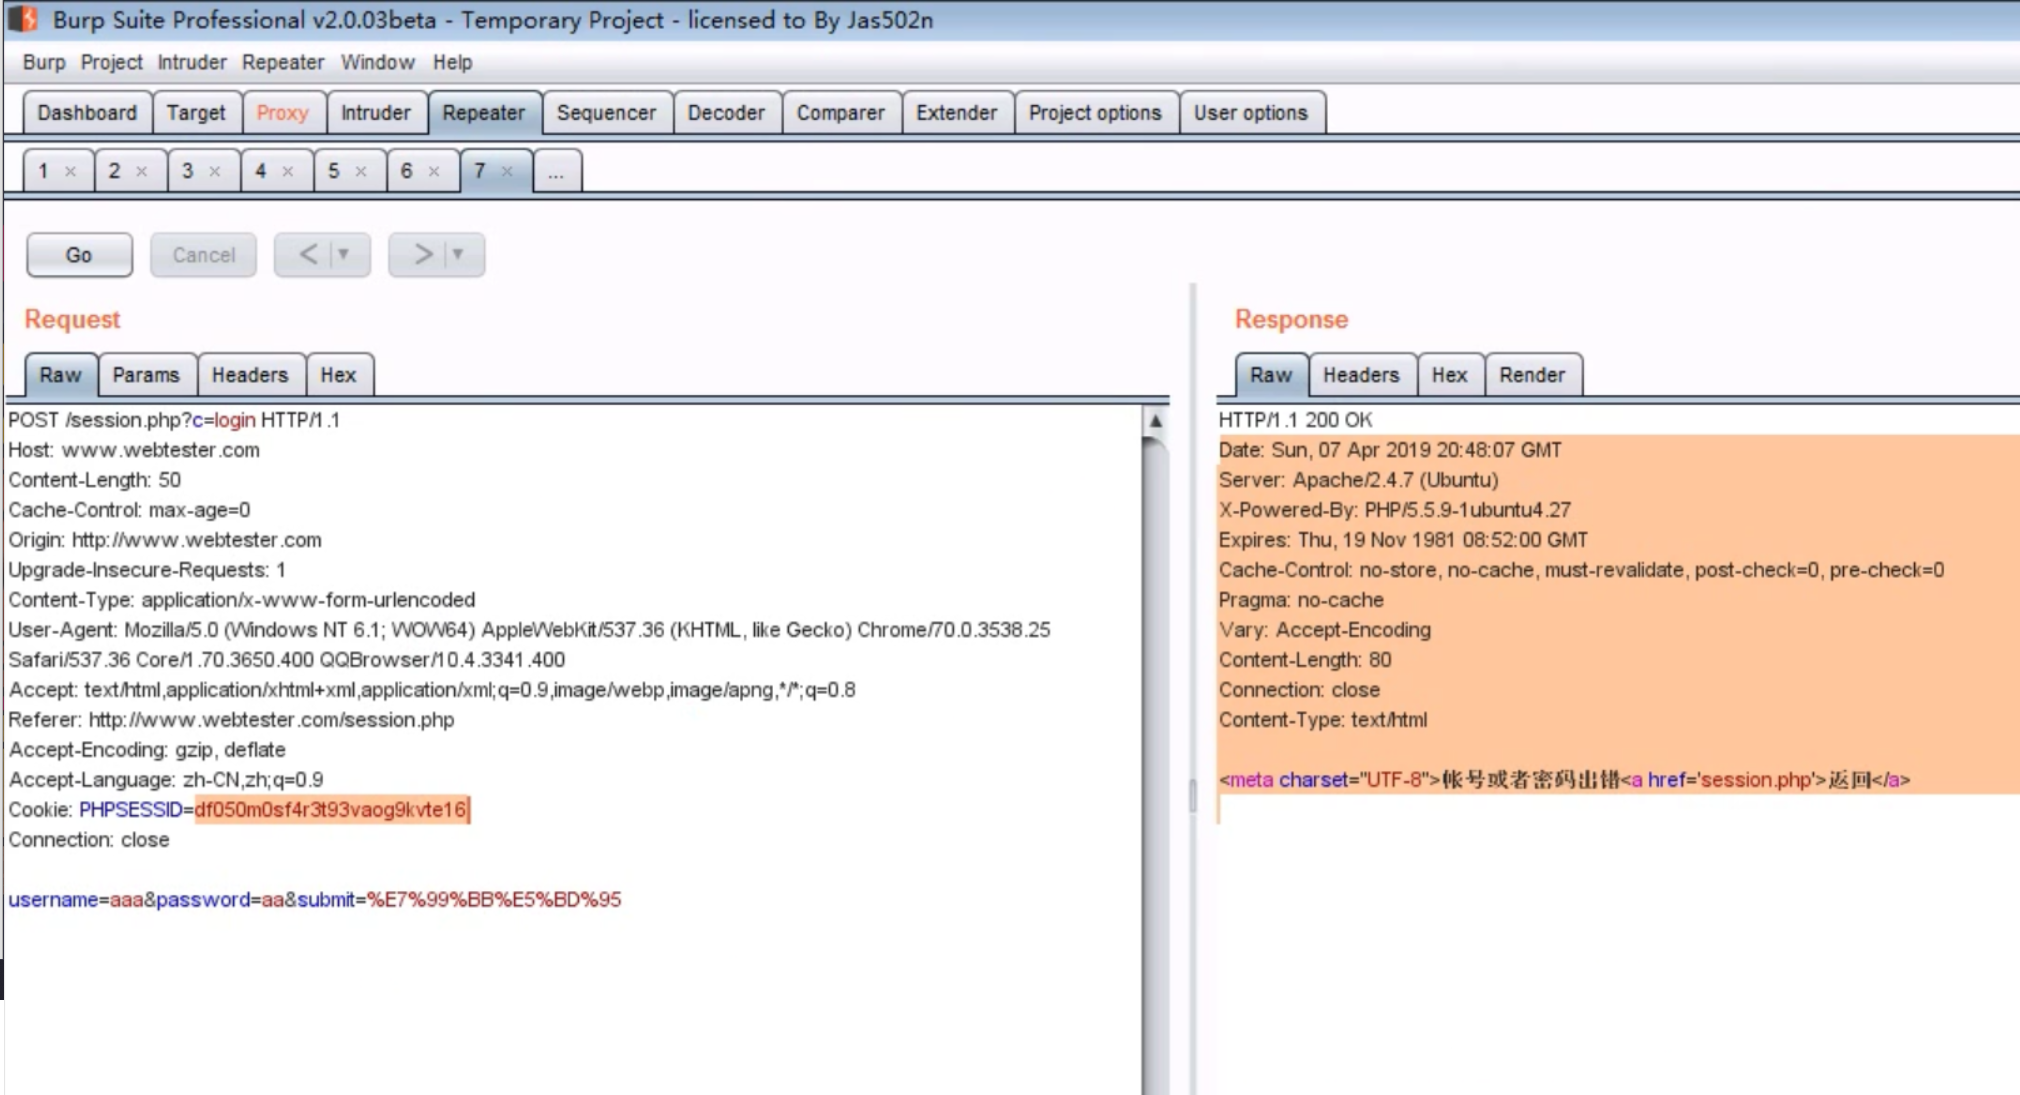 Burp Suite Professional v2.0.03beta - Temporary Project - licensed to By Jas502n
Burp Project Intruder Repeater Window Help
Dashboard Target Proxy Intruder Repeater Sequencer Decoder Comparer Extender Project options User options
1 × 2 × 3 × 4 × 5 × 6 × 7 × ...
Go Cancel < | ▼ > | ▼
Request
Raw Params Headers Hex
POST /session.php?c=login HTTP/1.1
Host: www.webtester.com
Content-Length: 50
Cache-Control: max-age=0
Origin: http://www.webtester.com
Upgrade-Insecure-Requests: 1
Content-Type: application/x-www-form-urlencoded
User-Agent: Mozilla/5.0 (Windows NT 6.1; WOW64) AppleWebKit/537.36 (KHTML, like Gecko) Chrome/70.0.3538.25
Safari/537.36 Core/1.70.3650.400 QQBrowser/10.4.3341.400
Accept: text/html,application/xhtml+xml,application/xml;q=0.9,image/webp,image/apng,*/*;q=0.8
Referer: http://www.webtester.com/session.php
Accept-Encoding: gzip, deflate
Accept-Language: zh-CN,zh;q=0.9
Cookie: PHPSESSID=df050m0sf4r3t93vaog9kvte16
Connection: close
username=aaa&password=aa&submit=%E7%99%BB%E5%BD%95
Response
Raw Headers Hex Render
HTTP/1.1 200 OK
Date: Sun, 07 Apr 2019 20:48:07 GMT
Server: Apache/2.4.7 (Ubuntu)
X-Powered-By: PHP/5.5.9-1ubuntu4.27
Expires: Thu, 19 Nov 1981 08:52:00 GMT
Cache-Control: no-store, no-cache, must-revalidate, post-check=0, pre-check=0
Pragma: no-cache
Vary: Accept-Encoding
Content-Length: 80
Connection: close
Content-Type: text/html
<meta charset="UTF-8">帐号或者密码出错<a href='session.php'>返回</a>